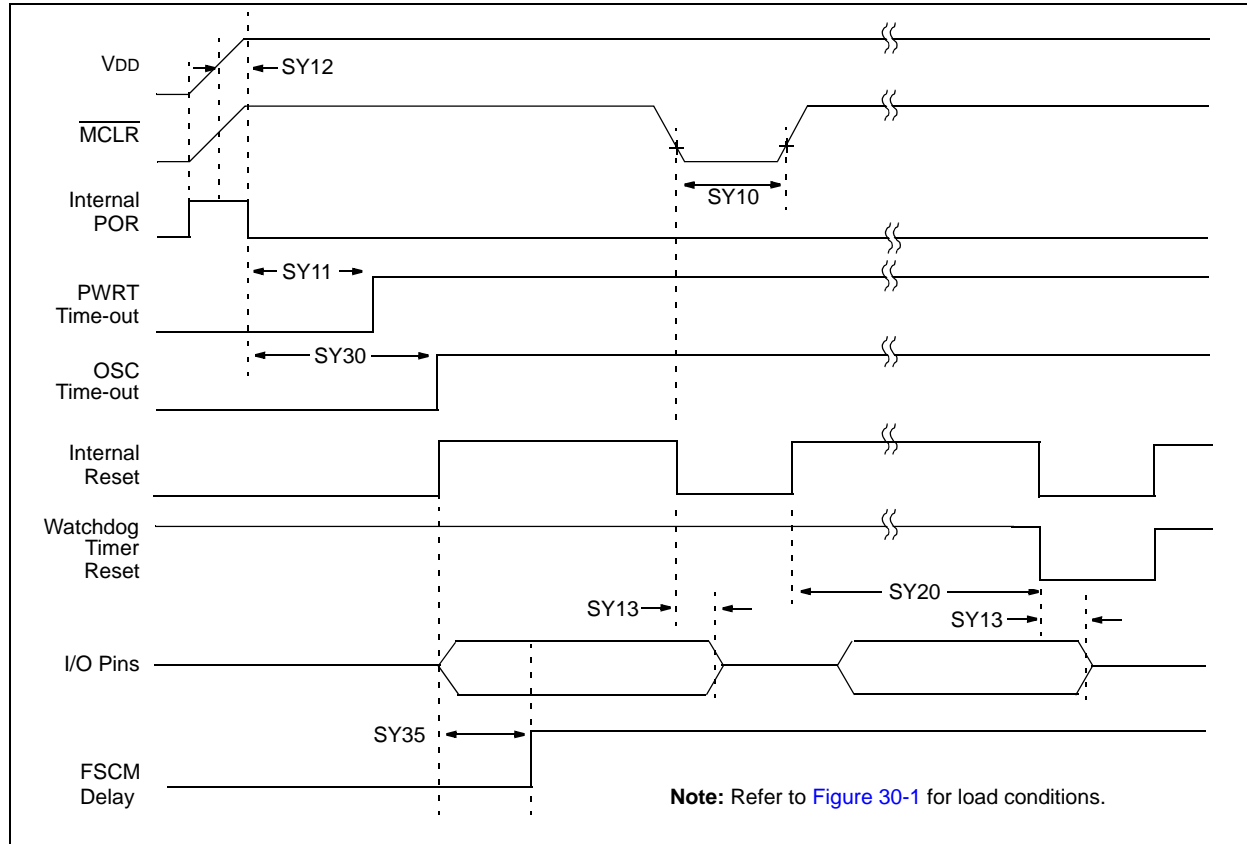 VDD
SY12
MCLR
SY10
Internal
POR
SY11
PWRT
Time-out
SY30
OSC
Time-out
Internal
Reset
Watchdog
Timer
Reset
SY20
SY13
SY13
I/O Pins
SY35
FSCM
Delay
Note: Refer to Figure 30-1 for load conditions.